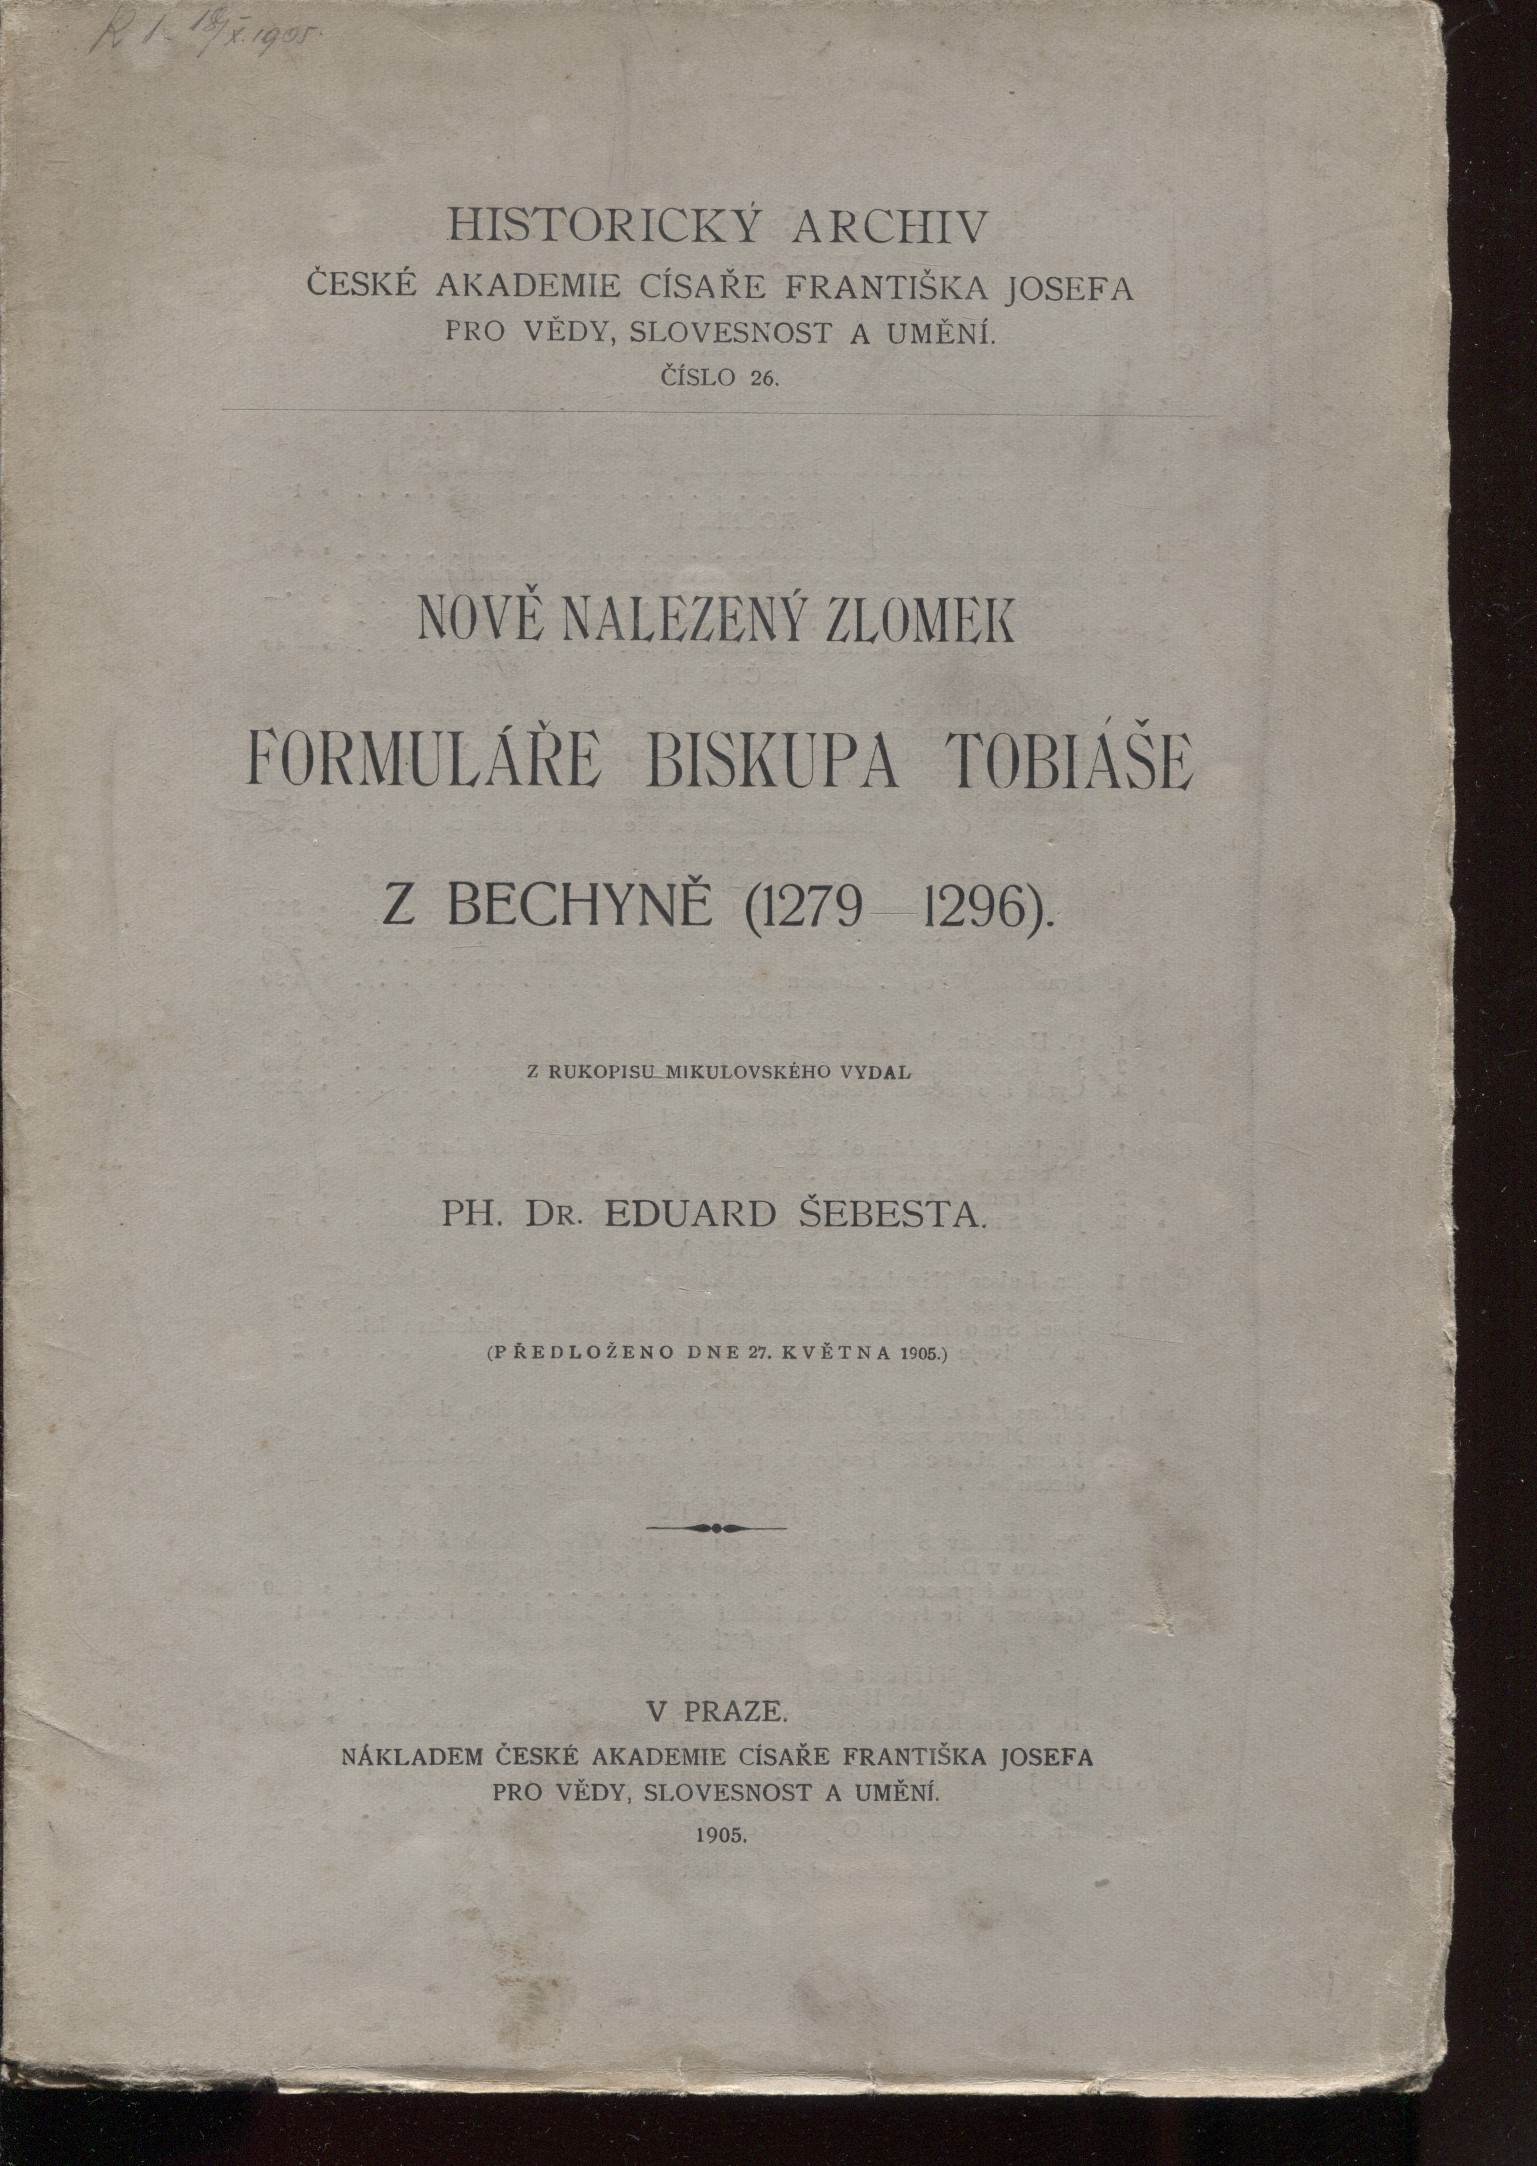 18/X.1905.
HISTORICKÝ ARCHIV
ČESKÉ AKADEMIE CÍSAŘE FRANTIŠKA JOSEFA
PRO VĚDY, SLOVESNOST A UMĚNÍ.
ČÍSLO 26.
NOVĚ NALEZENÝ ZLOMEK
FORMULÁŘE BISKUPA TOBIÁŠE
Z BECHYNĚ (1279—1296).
Z RUKOPISU MIKULOVSKÉHO VYDAL
PH. DR. EDUARD ŠEBESTA.
(PŘEDLOŽENO DNE 27. KVĚTNA 1905.)
V PRAZE.
NÁKLADEM ČESKÉ AKADEMIE CÍSAŘE FRANTIŠKA JOSEFA
PRO VĚDY, SLOVESNOST A UMĚNÍ.
1905.